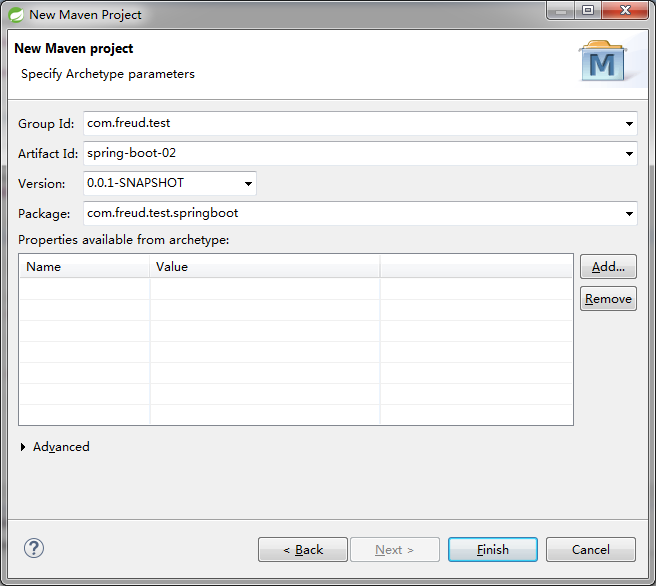 New Maven Project
New Maven project
Specify Archetype parameters
M
Group Id: com.freud.test
Artifact Id: spring-boot-02
Version: 0.0.1-SNAPSHOT
Package: com.freud.test.springboot
Properties available from archetype:
Name Value
Add...
Remove
Advanced
? < Back Next > Finish Cancel